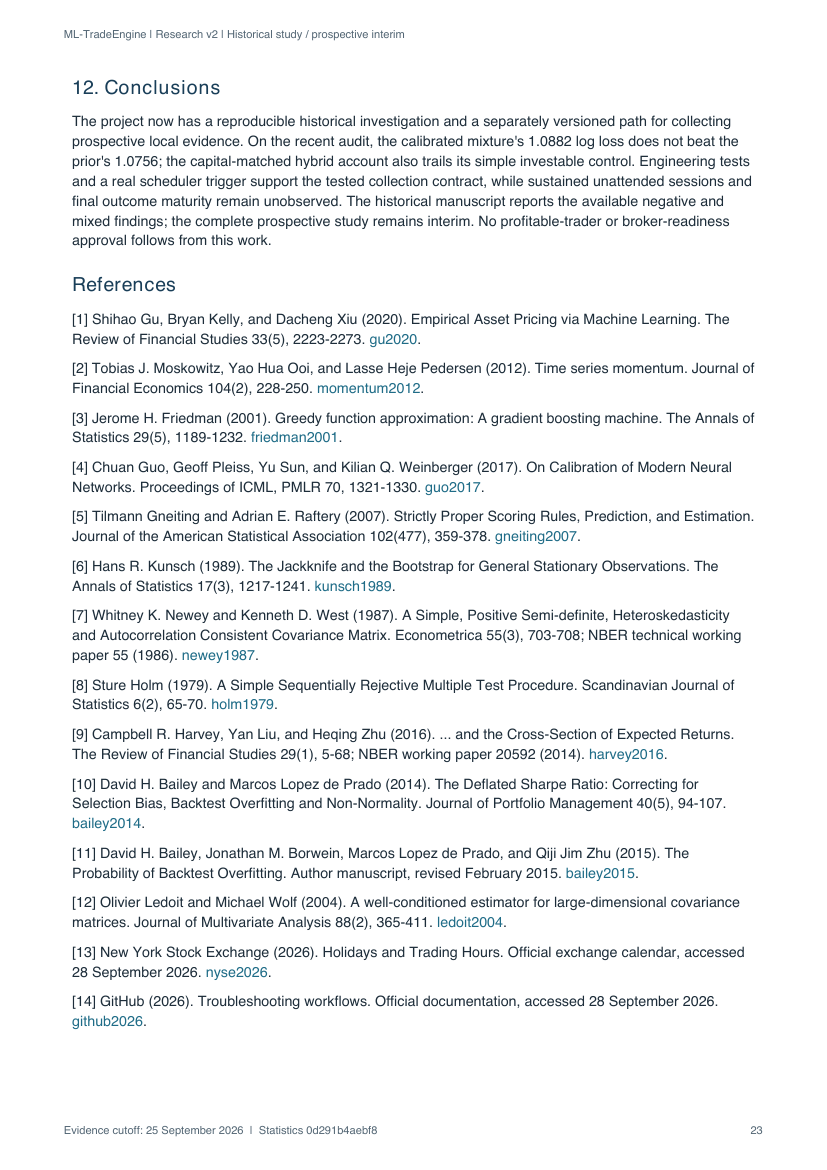 ML-TradeEngine | Research v2 | Historical study / prospective interim
12. Conclusions
The project now has a reproducible historical investigation and a separately versioned path for collecting
prospective local evidence. On the recent audit, the calibrated mixture's 1.0882 log loss does not beat the
prior's 1.0756; the capital-matched hybrid account also trails its simple investable control. Engineering tests
and a real scheduler trigger support the tested collection contract, while sustained unattended sessions and
final outcome maturity remain unobserved. The historical manuscript reports the available negative and
mixed findings; the complete prospective study remains interim. No profitable-trader or broker-readiness
approval follows from this work.
References
[1] Shihao Gu, Bryan Kelly, and Dacheng Xiu (2020). Empirical Asset Pricing via Machine Learning. The
Review of Financial Studies 33(5), 2223-2273. gu2020.
[2] Tobias J. Moskowitz, Yao Hua Ooi, and Lasse Heje Pedersen (2012). Time series momentum. Journal of
Financial Economics 104(2), 228-250. momentum2012.
[3] Jerome H. Friedman (2001). Greedy function approximation: A gradient boosting machine. The Annals of
Statistics 29(5), 1189-1232. friedman2001.
[4] Chuan Guo, Geoff Pleiss, Yu Sun, and Kilian Q. Weinberger (2017). On Calibration of Modern Neural
Networks. Proceedings of ICML, PMLR 70, 1321-1330. guo2017.
[5] Tilmann Gneiting and Adrian E. Raftery (2007). Strictly Proper Scoring Rules, Prediction, and Estimation.
Journal of the American Statistical Association 102(477), 359-378. gneiting2007.
[6] Hans R. Kunsch (1989). The Jackknife and the Bootstrap for General Stationary Observations. The
Annals of Statistics 17(3), 1217-1241. kunsch1989.
[7] Whitney K. Newey and Kenneth D. West (1987). A Simple, Positive Semi-definite, Heteroskedasticity
and Autocorrelation Consistent Covariance Matrix. Econometrica 55(3), 703-708; NBER technical working
paper 55 (1986). newey1987.
[8] Sture Holm (1979). A Simple Sequentially Rejective Multiple Test Procedure. Scandinavian Journal of
Statistics 6(2), 65-70. holm1979.
[9] Campbell R. Harvey, Yan Liu, and Heqing Zhu (2016). ... and the Cross-Section of Expected Returns.
The Review of Financial Studies 29(1), 5-68; NBER working paper 20592 (2014). harvey2016.
[10] David H. Bailey and Marcos Lopez de Prado (2014). The Deflated Sharpe Ratio: Correcting for
Selection Bias, Backtest Overfitting and Non-Normality. Journal of Portfolio Management 40(5), 94-107.
bailey2014.
[11] David H. Bailey, Jonathan M. Borwein, Marcos Lopez de Prado, and Qiji Jim Zhu (2015). The
Probability of Backtest Overfitting. Author manuscript, revised February 2015. bailey2015.
[12] Olivier Ledoit and Michael Wolf (2004). A well-conditioned estimator for large-dimensional covariance
matrices. Journal of Multivariate Analysis 88(2), 365-411. ledoit2004.
[13] New York Stock Exchange (2026). Holidays and Trading Hours. Official exchange calendar, accessed
28 September 2026. nyse2026.
[14] GitHub (2026). Troubleshooting workflows. Official documentation, accessed 28 September 2026.
github2026.
Evidence cutoff: 25 September 2026 | Statistics 0d291b4aebf8
23